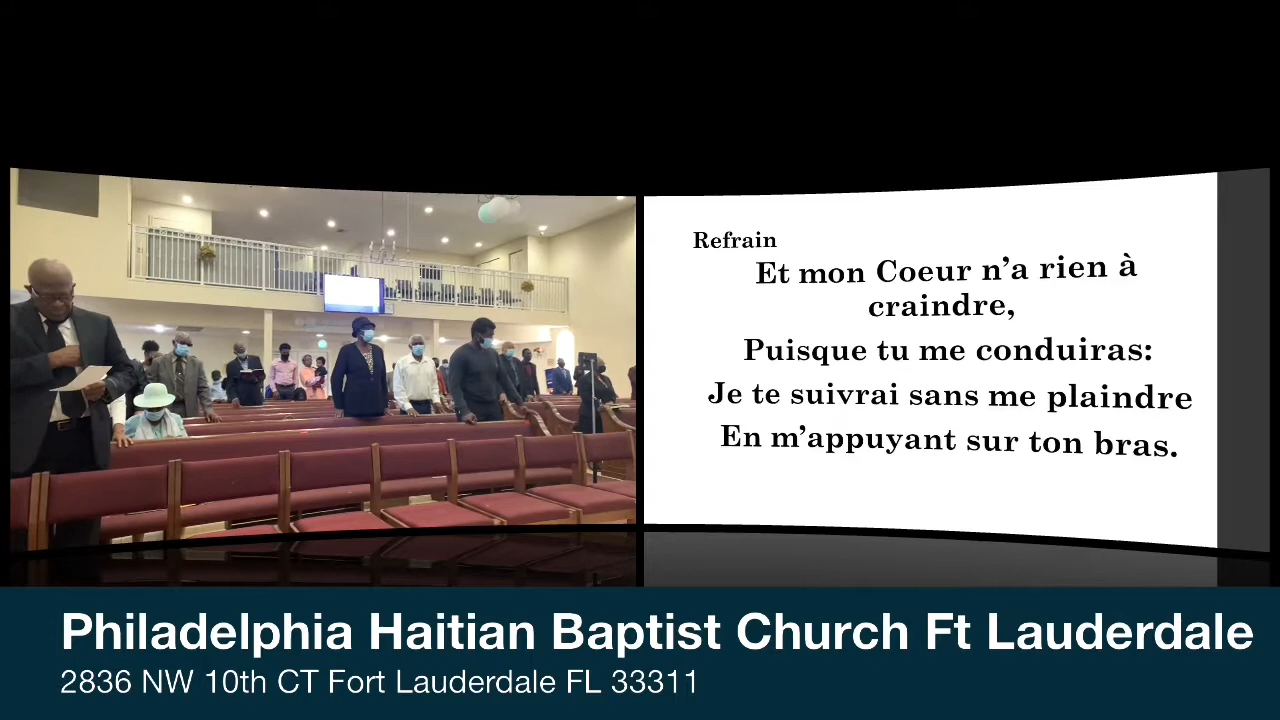 Refrain
Et mon Coeur n'a rien à
craindre,
Puisque tu me conduiras:
Je te suivrai sans me plaindre
En m'appuyant sur ton bras.
Philadelphia Haitian Baptist Church Ft Lauderdale
2836 NW 10th CT Fort Lauderdale FL 33311